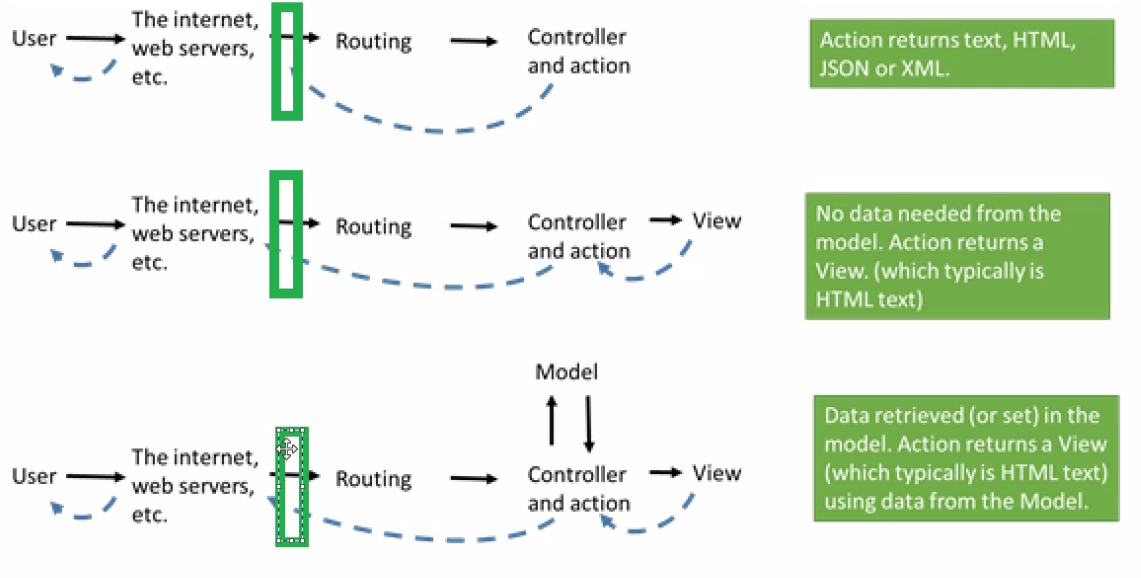 User
The internet,
web servers,
etc.
Routing
Controller
and action
Action returns text, HTML,
JSON or XML.
User
The internet,
web servers,
etc.
Routing
Controller
and action
View
No data needed from the
model. Action returns a
View. (which typically is
HTML text)
Model
User
The internet,
web servers,
etc.
Routing
Controller
and action
View
Data retrieved (or set) in the
model. Action returns a View
(which typically is HTML text)
using data from the Model.